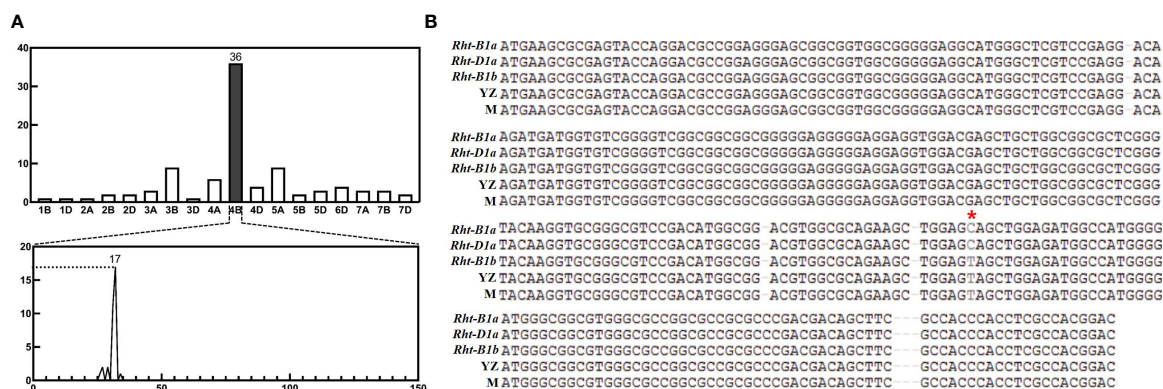 A
40
30
20
10
0
36
1B 1D 2A 2B 2D 3A 3B 3D 4A 4B 4D 5A 5B 5D 6D 7A 7B 7D
20
15
10
5
0
17
0 50 100 150
B
Rht-B1a ATGAAGCGCGAGTACCAGGACGCCGGAGGGAGCGGCGGTGGCGGGGGAGGCATGGGCTCGTCCGAGG-ACA
Rht-D1a ATGAAGCGCGAGTACCAGGACGCCGGAGGGAGCGGCGGTGGCGGGGGAGGCATGGGCTCGTCCGAGG-ACA
Rht-B1b ATGAAGCGCGAGTACCAGGACGCCGGAGGGAGCGGCGGTGGCGGGGGAGGCATGGGCTCGTCCGAGG-ACA
YZ ATGAAGCGCGAGTACCAGGACGCCGGAGGGAGCGGCGGTGGCGGGGGAGGCATGGGCTCGTCCGAGG-ACA
M ATGAAGCGCGAGTACCAGGACGCCGGAGGGAGCGGCGGTGGCGGGGGAGGCATGGGCTCGTCCGAGG-ACA
Rht-B1a AGATGATGGTGTCGGGGTCGGCGGCGGCGGGGGAGGGGGAGGAGGTGGACGAGCTGCTGGCGGCGCTCGGG
Rht-D1a AGATGATGGTGTCGGGGTCGGCGGCGGCGGGGGAGGGGGAGGAGGTGGACGAGCTGCTGGCGGCGCTCGGG
Rht-B1b AGATGATGGTGTCGGGGTCGGCGGCGGCGGGGGAGGGGGAGGAGGTGGACGAGCTGCTGGCGGCGCTCGGG
YZ AGATGATGGTGTCGGGGTCGGCGGCGGCGGGGGAGGGGGAGGAGGTGGACGAGCTGCTGGCGGCGCTCGGG
M AGATGATGGTGTCGGGGTCGGCGGCGGCGGGGGAGGGGGAGGAGGTGGACGAGCTGCTGGCGGCGCTCGGG
*
Rht-B1a TACAAGGTGCGGGCGTCCGACATGGCGG-ACGTGGCGCAGAAGC-TGGAGCAGCTGGAGATGGCCATGGGG
Rht-D1a TACAAGGTGCGGGCGTCCGACATGGCGG-ACGTGGCGCAGAAGC-TGGAGCAGCTGGAGATGGCCATGGGG
Rht-B1b TACAAGGTGCGGGCGTCCGACATGGCGG-ACGTGGCGCAGAAGC-TGGAGTAGCTGGAGATGGCCATGGGG
YZ TACAAGGTGCGGGCGTCCGACATGGCGG-ACGTGGCGCAGAAGC-TGGAGTAGCTGGAGATGGCCATGGGG
M TACAAGGTGCGGGCGTCCGACATGGCGG-ACGTGGCGCAGAAGC-TGGAGTAGCTGGAGATGGCCATGGGG
Rht-B1a ATGGGCGGCGTGGGCGCCGGCGCCGCGCCCGACGACAGCTTC---GCCACCCACCTCGCCACGGAC
Rht-D1a ATGGGCGGCGTGGGCGCCGGCGCCGCGCCCGACGACAGCTTC---GCCACCCACCTCGCCACGGAC
Rht-B1b ATGGGCGGCGTGGGCGCCGGCGCCGCGCCCGACGACAGCTTC---GCCACCCACCTCGCCACGGAC
YZ ATGGGCGGCGTGGGCGCCGGCGCCGCGCCCGACGACAGCTTC---GCCACCCACCTCGCCACGGAC
M ATGGGCGGCGTGGGCGCCGGCGCCGCGCCCGACGACAGCTTC---GCCACCCACCTCGCCACGGAC